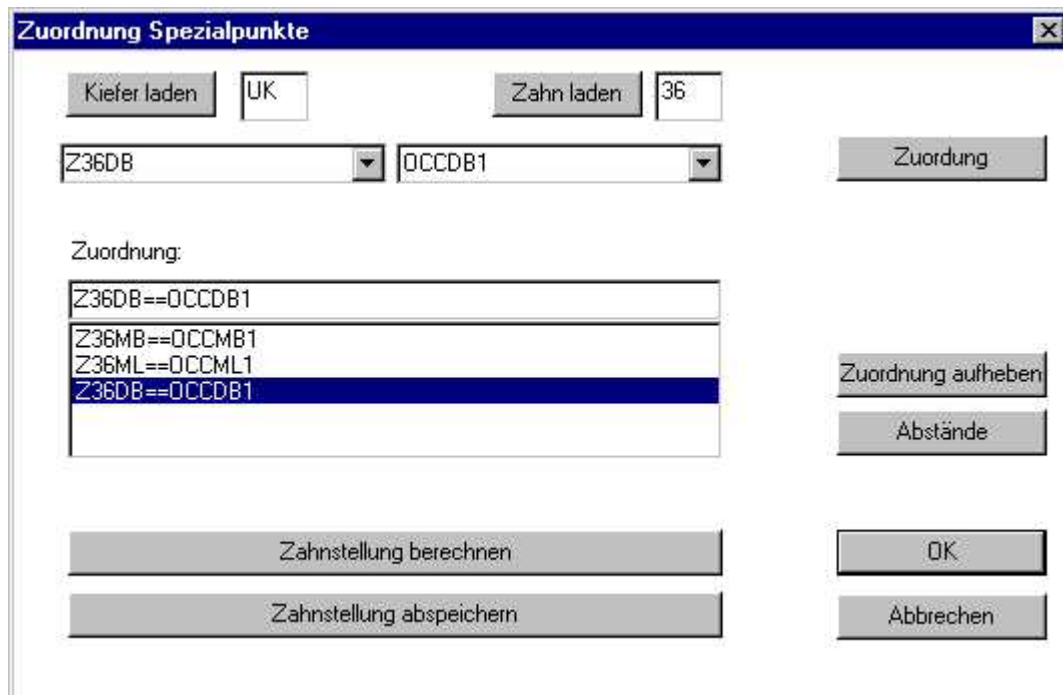 Zuordnung Spezialpunkte
Kiefer laden UK Zahn laden 36
Z36DB OCCDB1 Zuordung
Zuordnung:
Z36DB==OCCDB1
Z36MB==OCCMB1
Z36ML==OCCML1
Z36DB==OCCDB1
Zuordnung aufheben
Abstände
Zahnstellung berechnen OK
Zahnstellung abspeichern Abbrechen